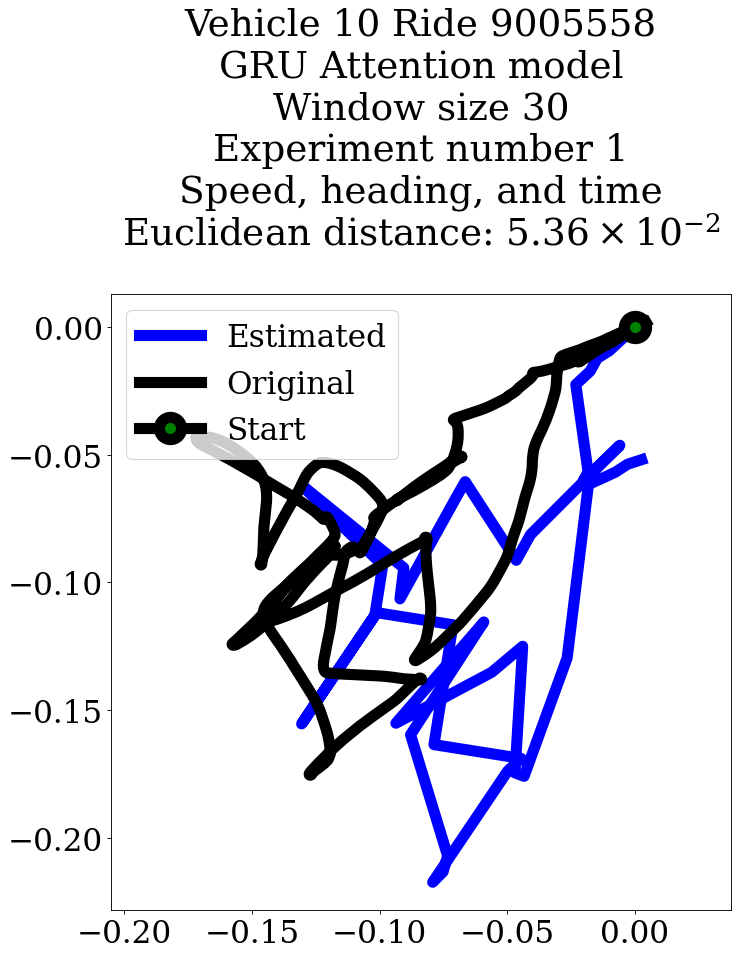 Vehicle 10 Ride 9005558
GRU Attention model
Window size 30
Experiment number 1
Speed, heading, and time
Euclidean distance: 5.36 × 10⁻²
Estimated
Original
Start
0.00
−0.05
−0.10
−0.15
−0.20
−0.20 −0.15 −0.10 −0.05 0.00